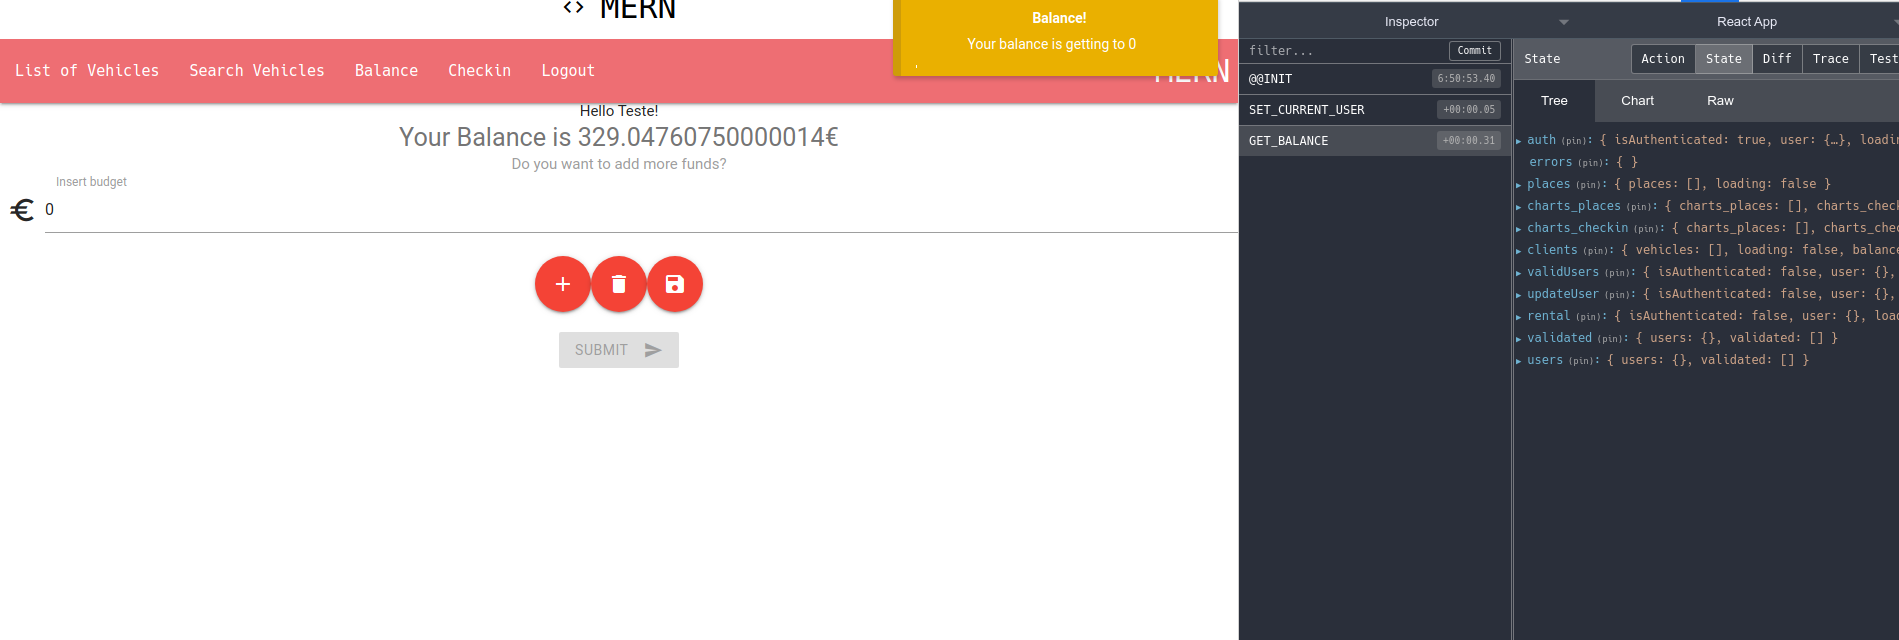 <> MERN
Balance!
Your balance is getting to 0
List of Vehicles Search Vehicles Balance Checkin Logout MERN
Hello Teste!
Your Balance is 329.04760750000014€
Do you want to add more funds?
Insert budget
€ 0
+
SUBMIT
Inspector React App
filter... Commit
@@INIT 6:50:53.40
SET_CURRENT_USER +00:00.05
GET_BALANCE +00:00.31
State Action State Diff Trace Test
Tree Chart Raw
auth (pin): { isAuthenticated: true, user: {…}, loadin
errors (pin): { }
places (pin): { places: [], loading: false }
charts_places (pin): { charts_places: [], charts_check
charts_checkin (pin): { charts_places: [], charts_chec
clients (pin): { vehicles: [], loading: false, balance
validUsers (pin): { isAuthenticated: false, user: {},
updateUser (pin): { isAuthenticated: false, user: {},
rental (pin): { isAuthenticated: false, user: {}, load
validated (pin): { users: {}, validated: [] }
users (pin): { users: {}, validated: [] }